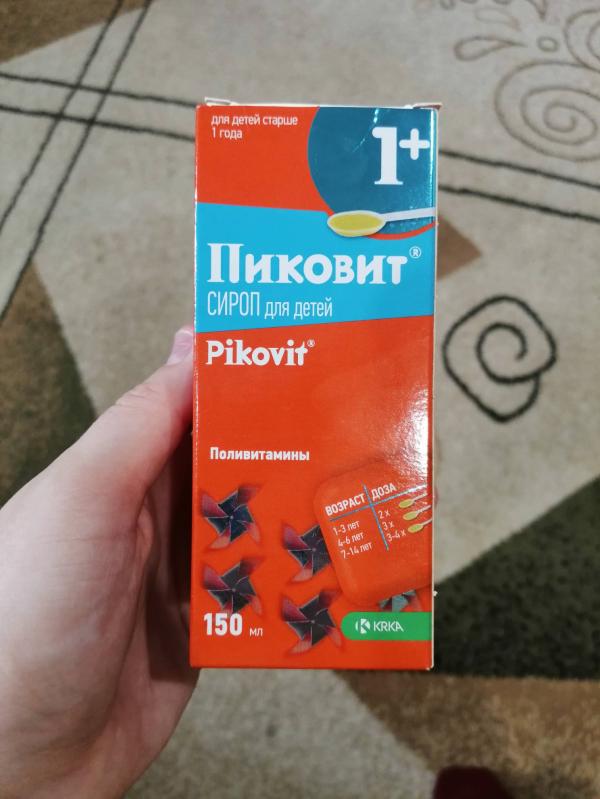 для детей старше
1 года
1+
Пиковит®
СИРОП для детей
Pikovit®
Поливитамины
ВОЗРАСТ ДОЗА
1-3 лет 2 x
4-6 лет 3 x
7-14 лет 3-4 x
150 мл
KRKA